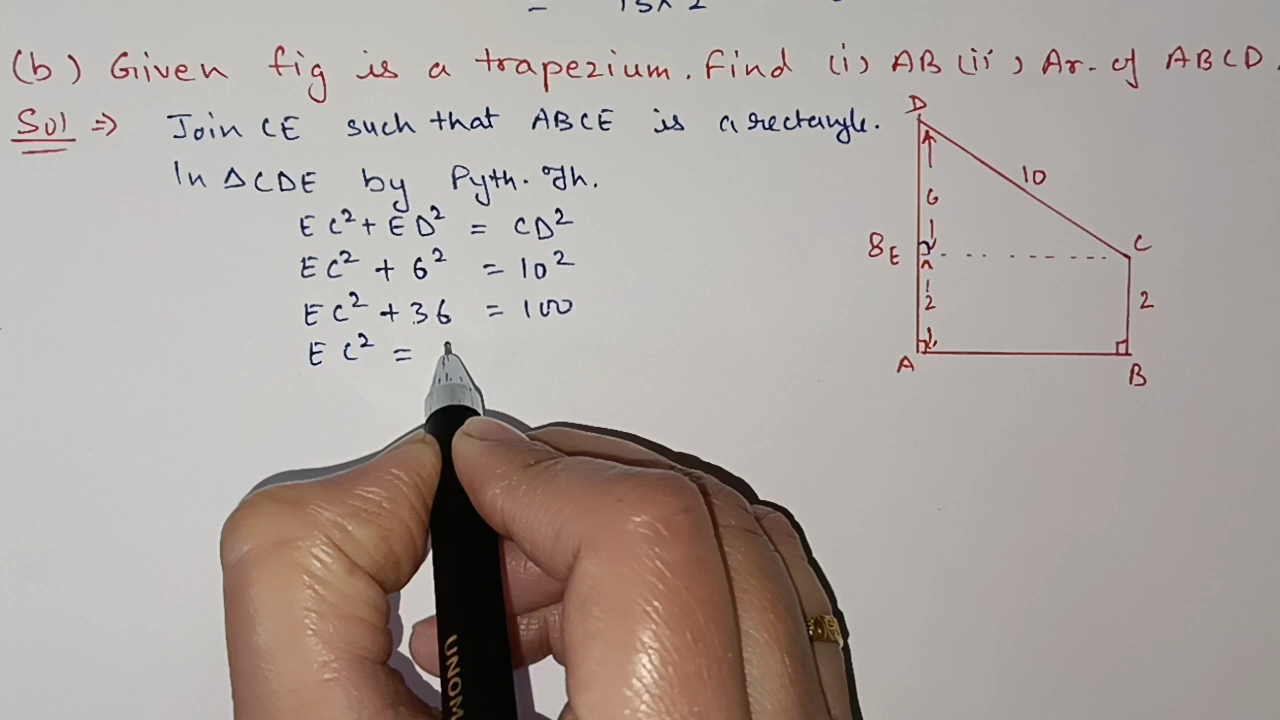 = 15 × 2
(b) Given fig is a trapezium. Find (i) AB (ii) Ar. of ABCD.
Sol ⇒ Join CE such that ABCE is a rectangle.
In △CDE by Pyth. Th.
EC² + ED² = CD²
EC² + 6² = 10²
EC² + 36 = 100
EC² =
D
10
6
8 E
C
2
2
A
B
UNOM